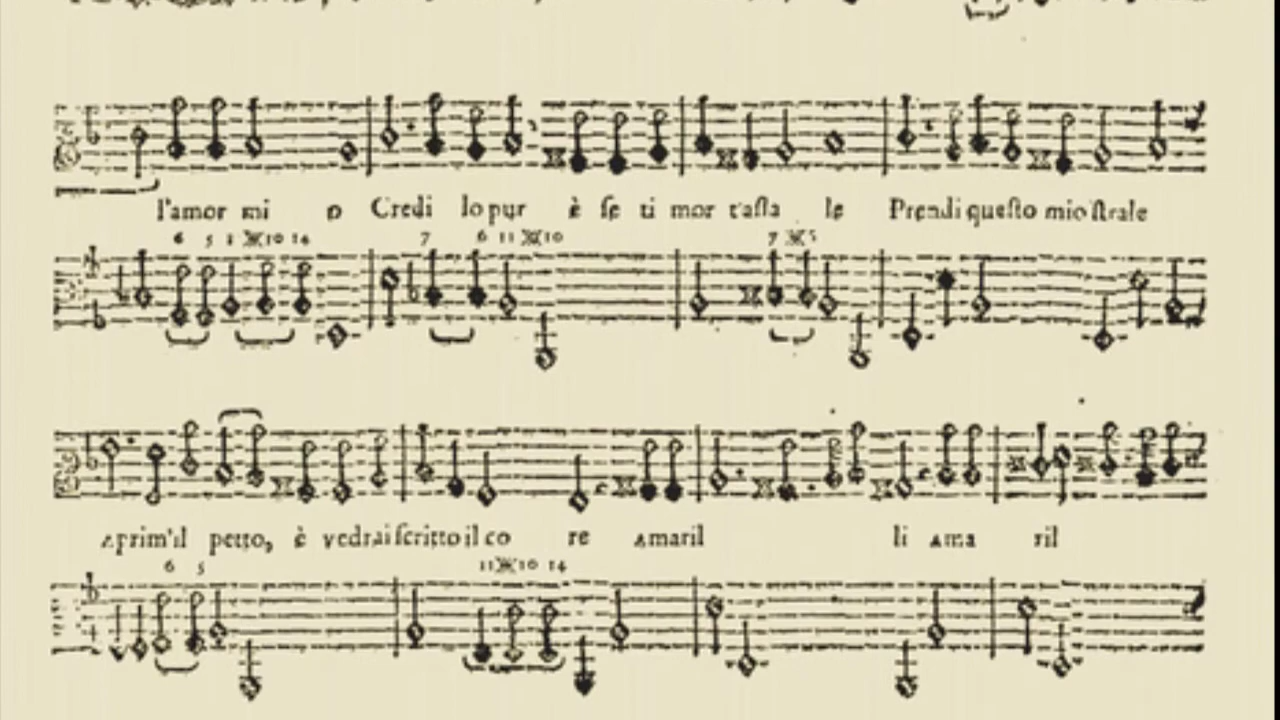 l'amor mi o Credi lo pur è se ti mor t'assa le Prendi questo mio strale
6 5 11 10 14 7 6 11 10 7 5
aprim'il petto, è vedrai scritto il co re Amaril li Ama ril
6 5 11 10 14